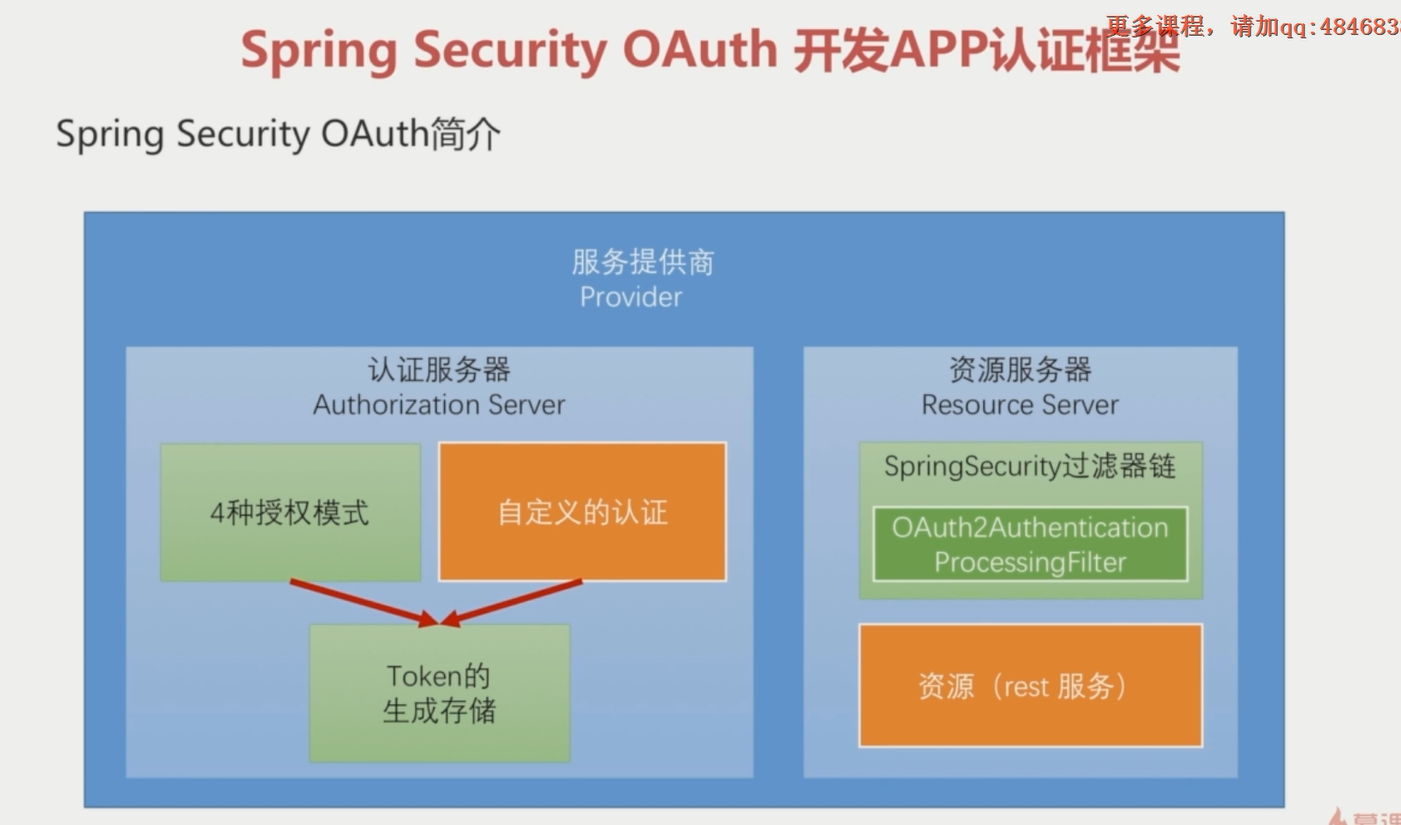 更多课程，请加qq:484683
Spring Security OAuth 开发APP认证框架
Spring Security OAuth简介
服务提供商
Provider
认证服务器
Authorization Server
4种授权模式
自定义的认证
Token的
生成存储
资源服务器
Resource Server
SpringSecurity过滤器链
OAuth2Authentication
ProcessingFilter
资源（rest 服务）